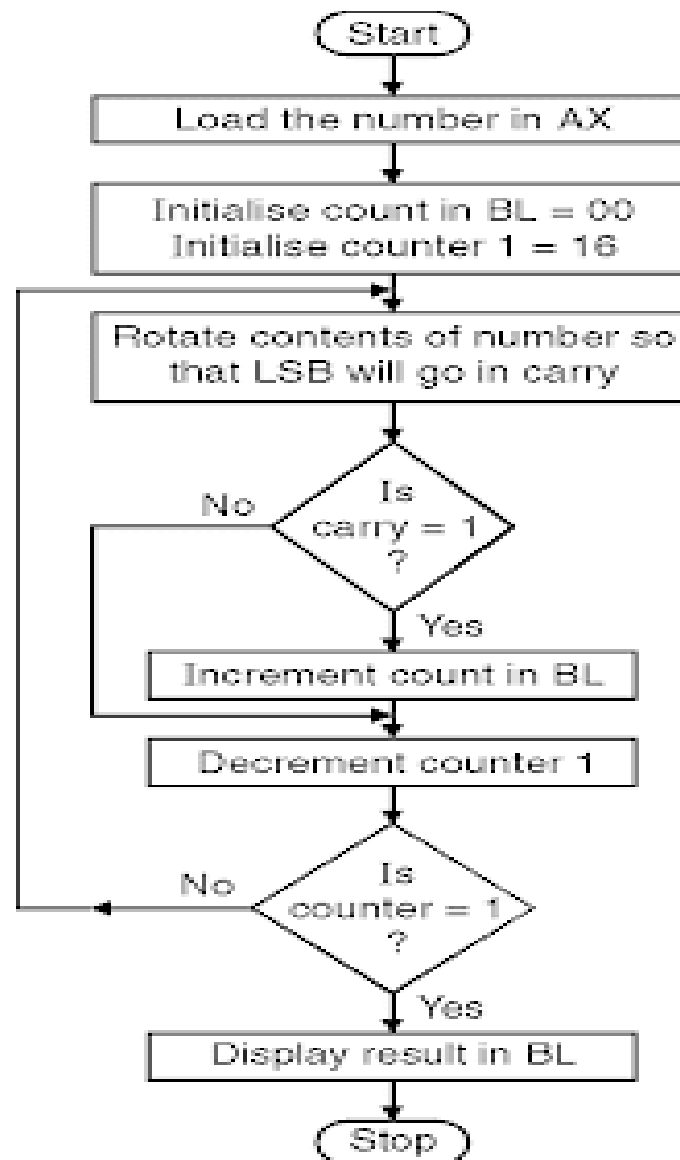 Start
Load the number in AX
Initialise count in BL = 00
Initialise counter 1 = 16
Rotate contents of number so
that LSB will go in carry
No
Is
carry = 1
?
Yes
Increment count in BL
Decrement counter 1
No
Is
counter = 1
?
Yes
Display result in BL
Stop